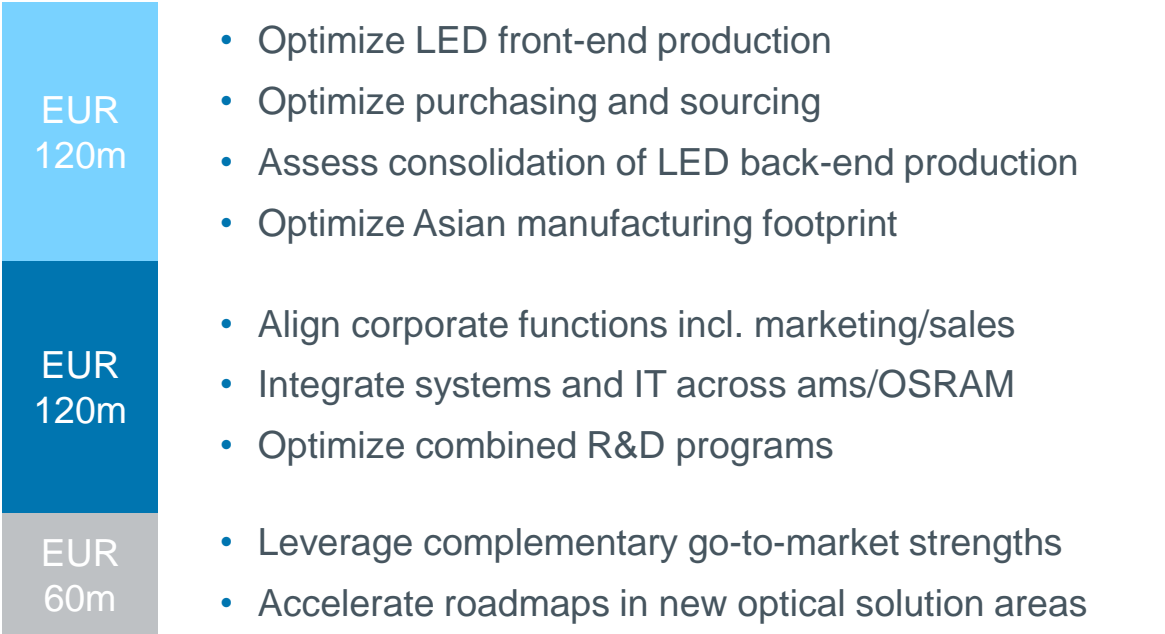 EUR
120m
• Optimize LED front-end production
• Optimize purchasing and sourcing
• Assess consolidation of LED back-end production
• Optimize Asian manufacturing footprint
EUR
120m
• Align corporate functions incl. marketing/sales
• Integrate systems and IT across ams/OSRAM
• Optimize combined R&D programs
EUR
60m
• Leverage complementary go-to-market strengths
• Accelerate roadmaps in new optical solution areas